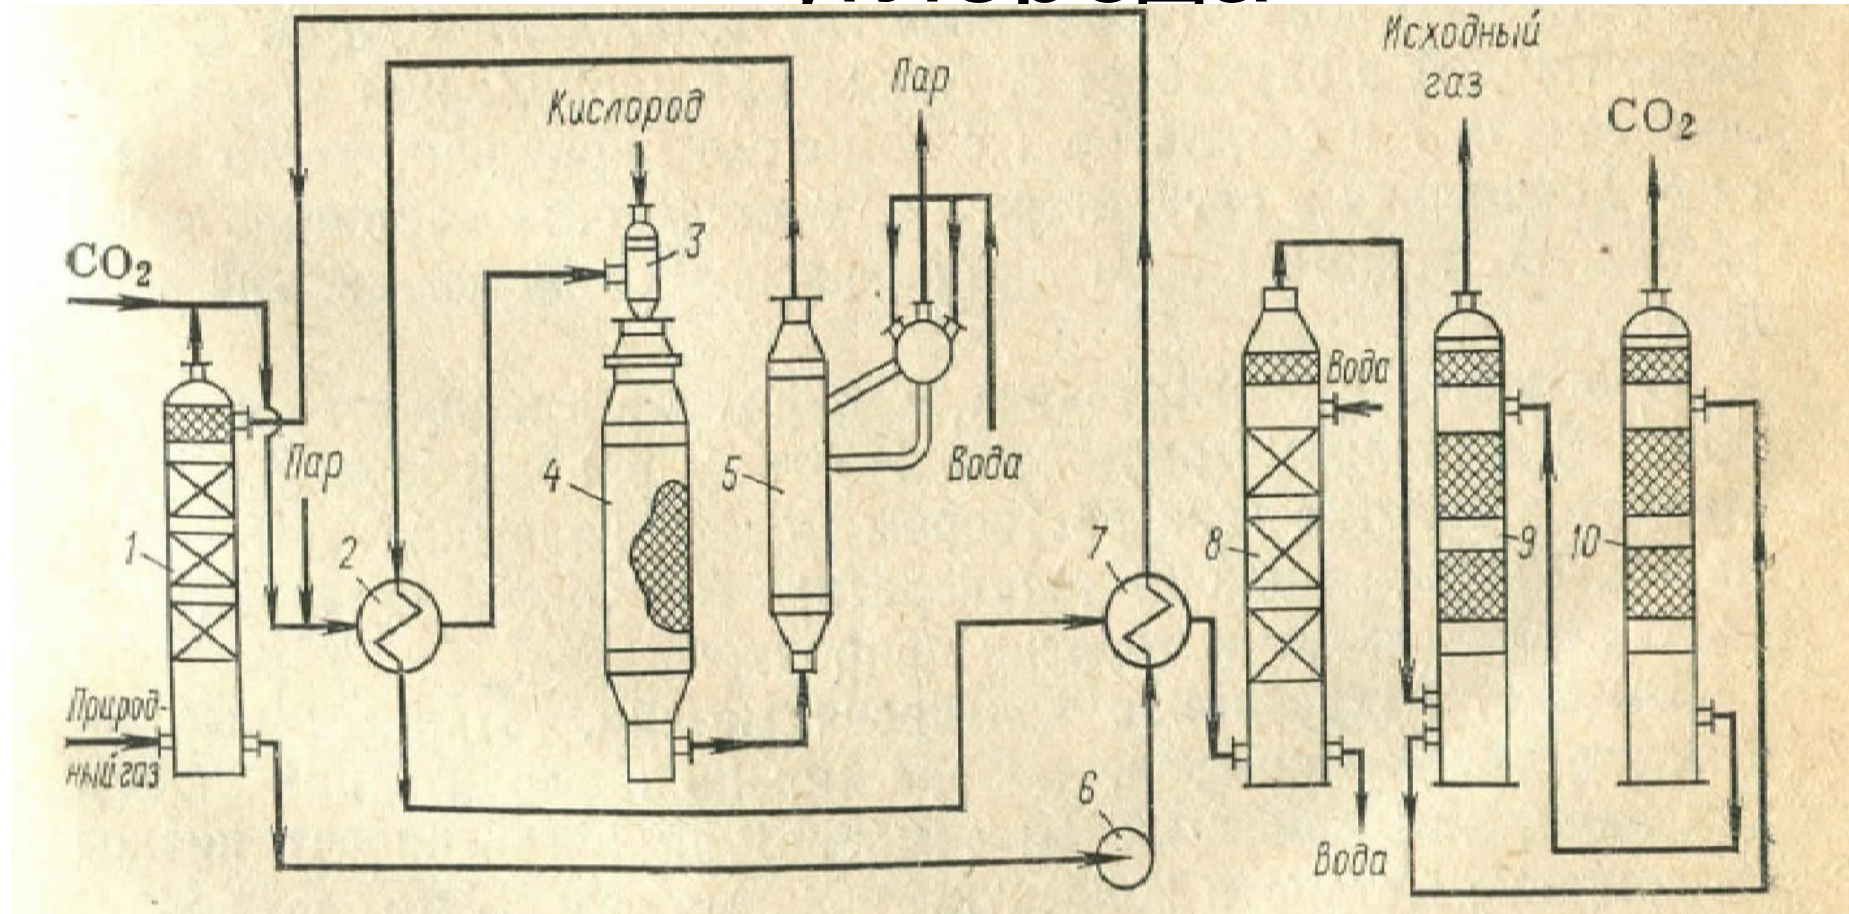 Исходный
газ
Пар
Кислород
CO₂
3
CO₂
Вода
Пар
4
5
Вода
1
2
7
8
9
10
Природ-
ный газ
6
Вода